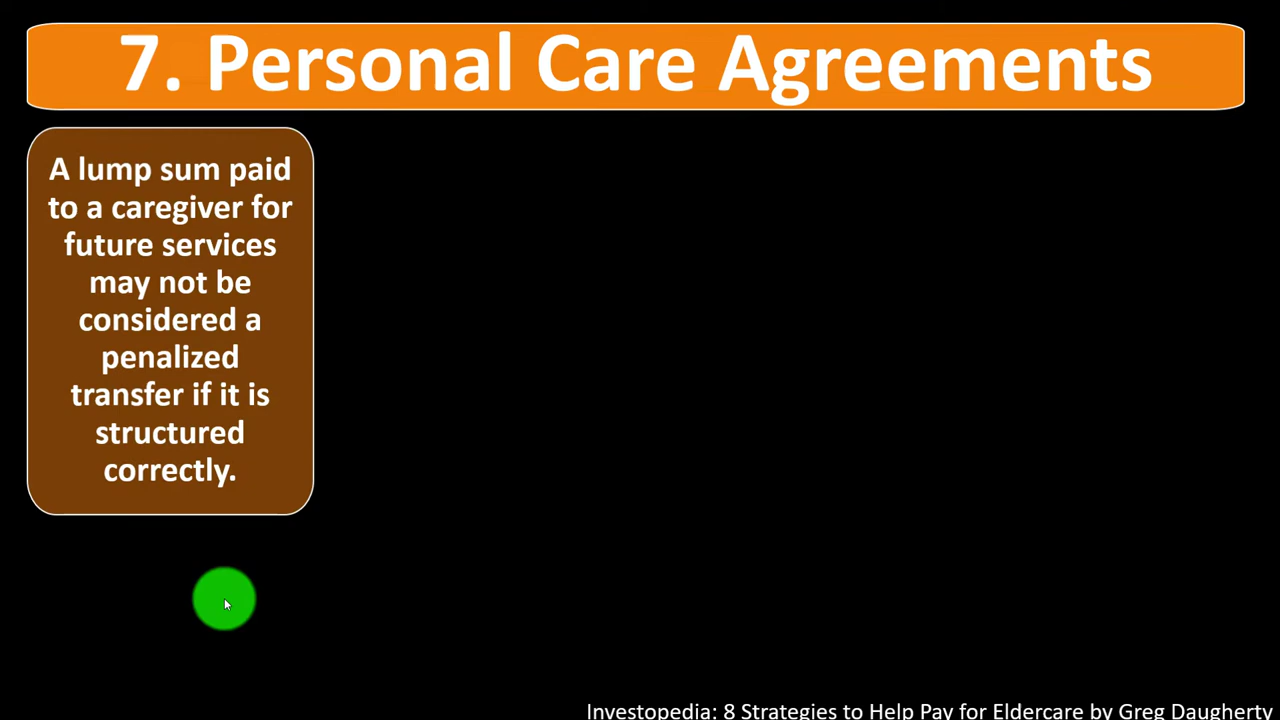 7. Personal Care Agreements
A lump sum paid
to a caregiver for
future services
may not be
considered a
penalized
transfer if it is
structured
correctly.
Investopedia: 8 Strategies to Help Pay for Eldercare by Greg Daugherty